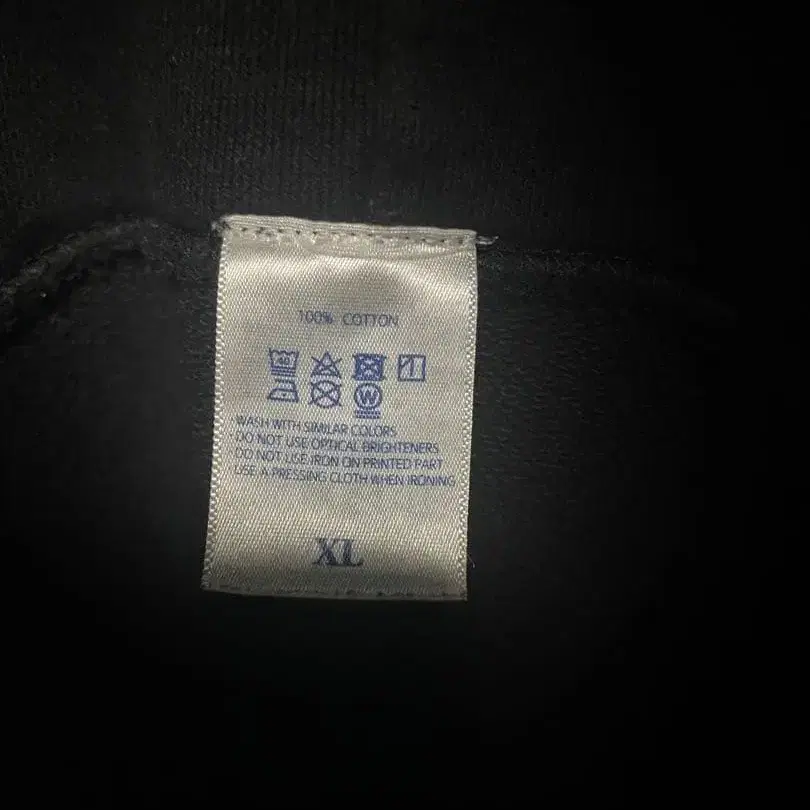 100% COTTON
40
W
WASH WITH SIMILAR COLORS
DO NOT USE OPTICAL BRIGHTENERS
DO NOT USE IRON ON PRINTED PART
USE A PRESSING CLOTH WHEN IRONING
XL